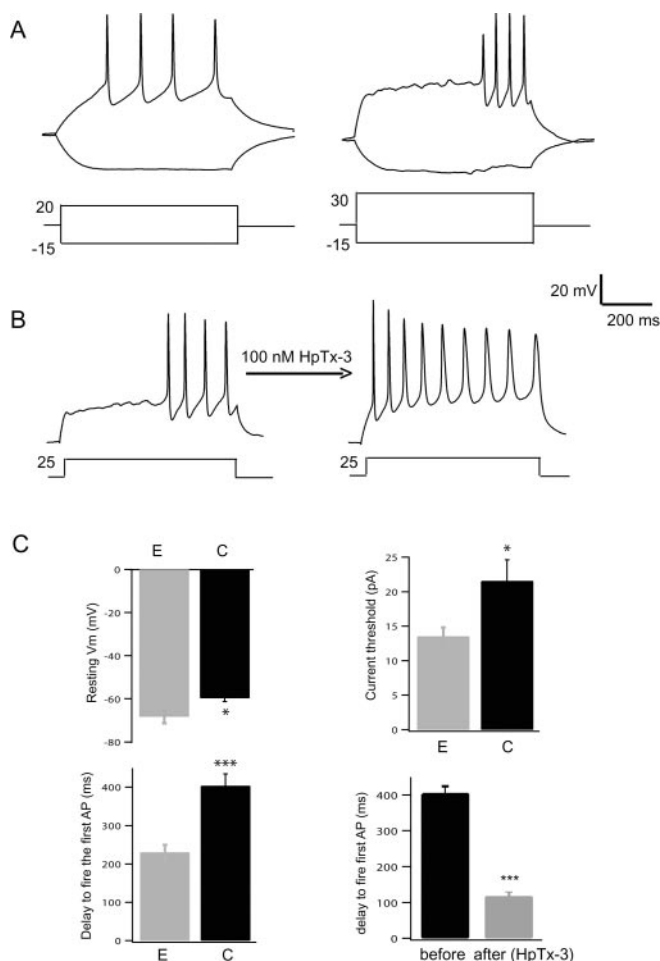 A
20
-15
30
-15
20 mV
200 ms
B
100 nM HpTx-3
25
25
C
E C
0
-20
-40
-60
-80
Resting Vm (mV)
*
25
20
15
10
5
0
Current threshold (pA)
*
E C
400
300
200
100
0
Delay to fire the first AP (ms)
***
E C
400
300
200
100
0
delay to fire first AP (ms)
***
before after (HpTx-3)